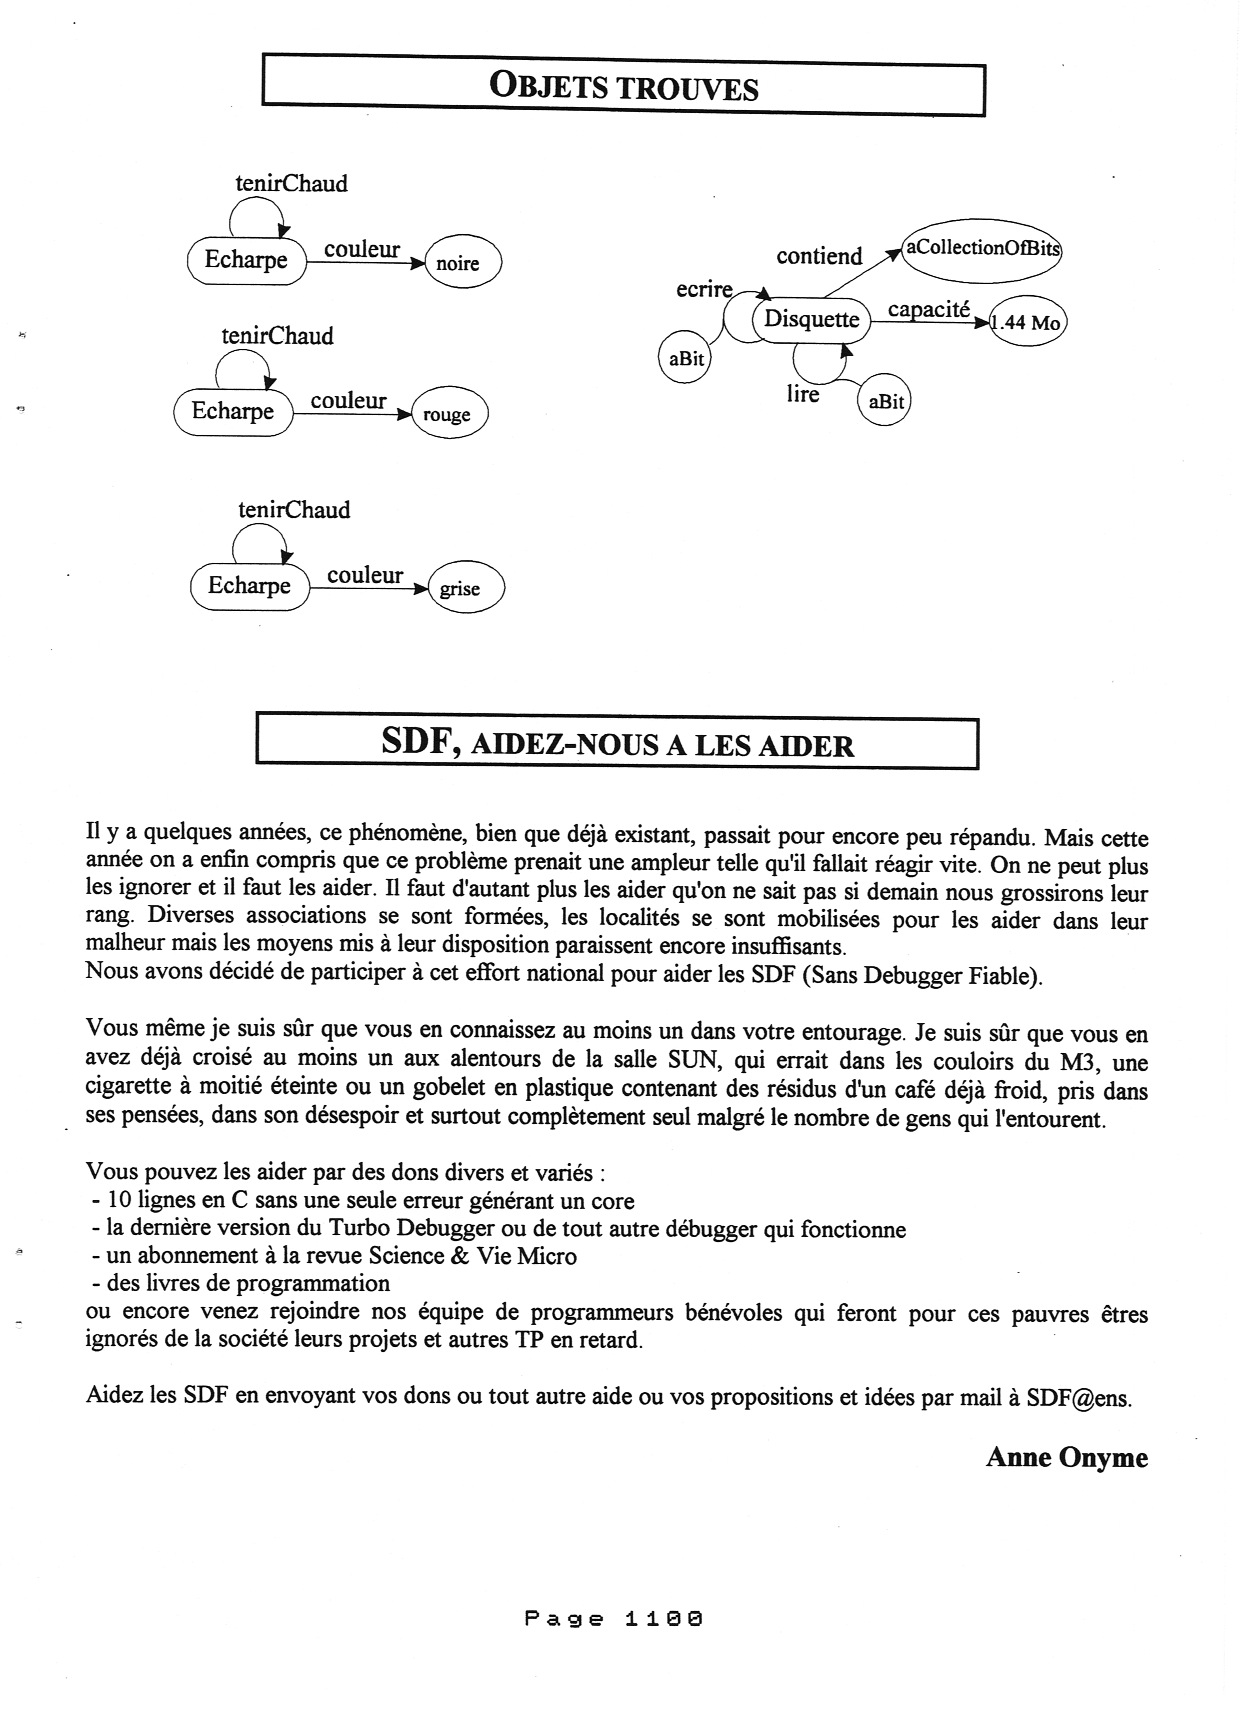 OBJETS TROUVES
tenirChaud
Echarpe
couleur
noire
tenirChaud
Echarpe
couleur
rouge
tenirChaud
Echarpe
couleur
grise
contiend
aCollectionOfBits
ecrire
Disquette
capacité
1.44 Mo
aBit
lire
aBit
SDF, AIDEZ-NOUS A LES AIDER
Il y a quelques années, ce phénomène, bien que déjà existant, passait pour encore peu répandu. Mais cette
année on a enfin compris que ce problème prenait une ampleur telle qu'il fallait réagir vite. On ne peut plus
les ignorer et il faut les aider. Il faut d'autant plus les aider qu'on ne sait pas si demain nous grossirons leur
rang. Diverses associations se sont formées, les localités se sont mobilisées pour les aider dans leur
malheur mais les moyens mis à leur disposition paraissent encore insuffisants.
Nous avons décidé de participer à cet effort national pour aider les SDF (Sans Debugger Fiable).
Vous même je suis sûr que vous en connaissez au moins un dans votre entourage. Je suis sûr que vous en
avez déjà croisé au moins un aux alentours de la salle SUN, qui errait dans les couloirs du M3, une
cigarette à moitié éteinte ou un gobelet en plastique contenant des résidus d'un café déjà froid, pris dans
ses pensées, dans son désespoir et surtout complètement seul malgré le nombre de gens qui l'entourent.
Vous pouvez les aider par des dons divers et variés :
- 10 lignes en C sans une seule erreur générant un core
- la dernière version du Turbo Debugger ou de tout autre débugger qui fonctionne
- un abonnement à la revue Science & Vie Micro
- des livres de programmation
ou encore venez rejoindre nos équipe de programmeurs bénévoles qui feront pour ces pauvres êtres
ignorés de la société leurs projets et autres TP en retard.
Aidez les SDF en envoyant vos dons ou tout autre aide ou vos propositions et idées par mail à SDF@ens.
Anne Onyme
Page 1100